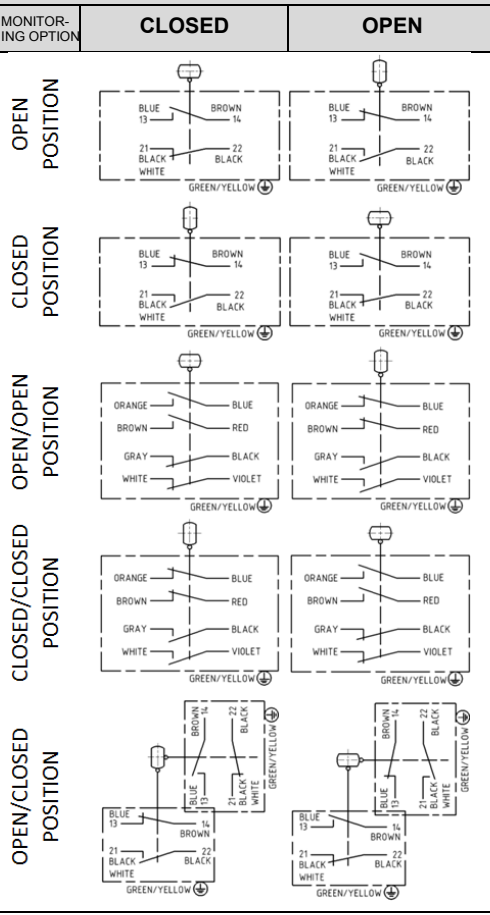 MONITOR-
ING OPTION
CLOSED
OPEN
OPEN
POSITION
BLUE
BROWN
13
14
21
22
BLACK
BLACK
WHITE
GREEN/YELLOW
BLUE
BROWN
13
14
21
22
BLACK
BLACK
WHITE
GREEN/YELLOW
CLOSED
POSITION
BLUE
BROWN
13
14
21
22
BLACK
BLACK
WHITE
GREEN/YELLOW
BLUE
BROWN
13
14
21
22
BLACK
BLACK
WHITE
GREEN/YELLOW
OPEN/OPEN
POSITION
ORANGE
BLUE
BROWN
RED
GRAY
BLACK
WHITE
VIOLET
GREEN/YELLOW
ORANGE
BLUE
BROWN
RED
GRAY
BLACK
WHITE
VIOLET
GREEN/YELLOW
CLOSED/CLOSED
POSITION
ORANGE
BLUE
BROWN
RED
GRAY
BLACK
WHITE
VIOLET
GREEN/YELLOW
ORANGE
BLUE
BROWN
RED
GRAY
BLACK
WHITE
VIOLET
GREEN/YELLOW
OPEN/CLOSED
POSITION
BROWN
14
22
BLACK
BLUE
13
21
BLACK
WHITE
GREEN/YELLOW
BLUE
13
14
BROWN
21
22
BLACK
BLACK
WHITE
GREEN/YELLOW
BROWN
14
22
BLACK
BLUE
13
21
BLACK
WHITE
GREEN/YELLOW
BLUE
13
14
BROWN
21
22
BLACK
BLACK
WHITE
GREEN/YELLOW